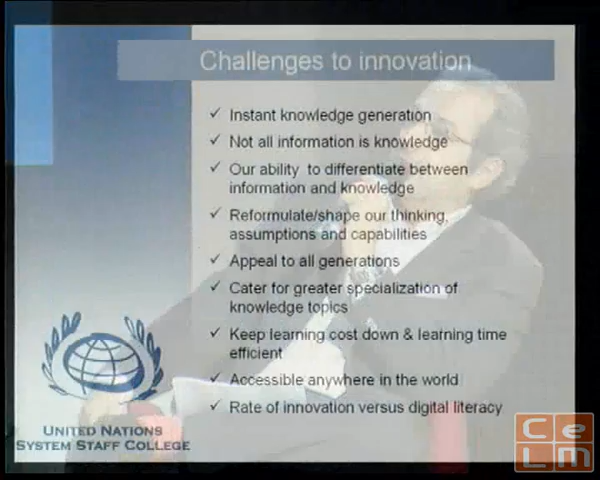 Challenges to innovation
✓ Instant knowledge generation
✓ Not all information is knowledge
✓ Our ability to differentiate between
information and knowledge
✓ Reformulate/shape our thinking,
assumptions and capabilities
✓ Appeal to all generations
✓ Cater for greater specialization of
knowledge topics
✓ Keep learning cost down & learning time
efficient
✓ Accessible anywhere in the world
✓ Rate of innovation versus digital literacy
UNITED NATIONS
SYSTEM STAFF COLLEGE
CeLM